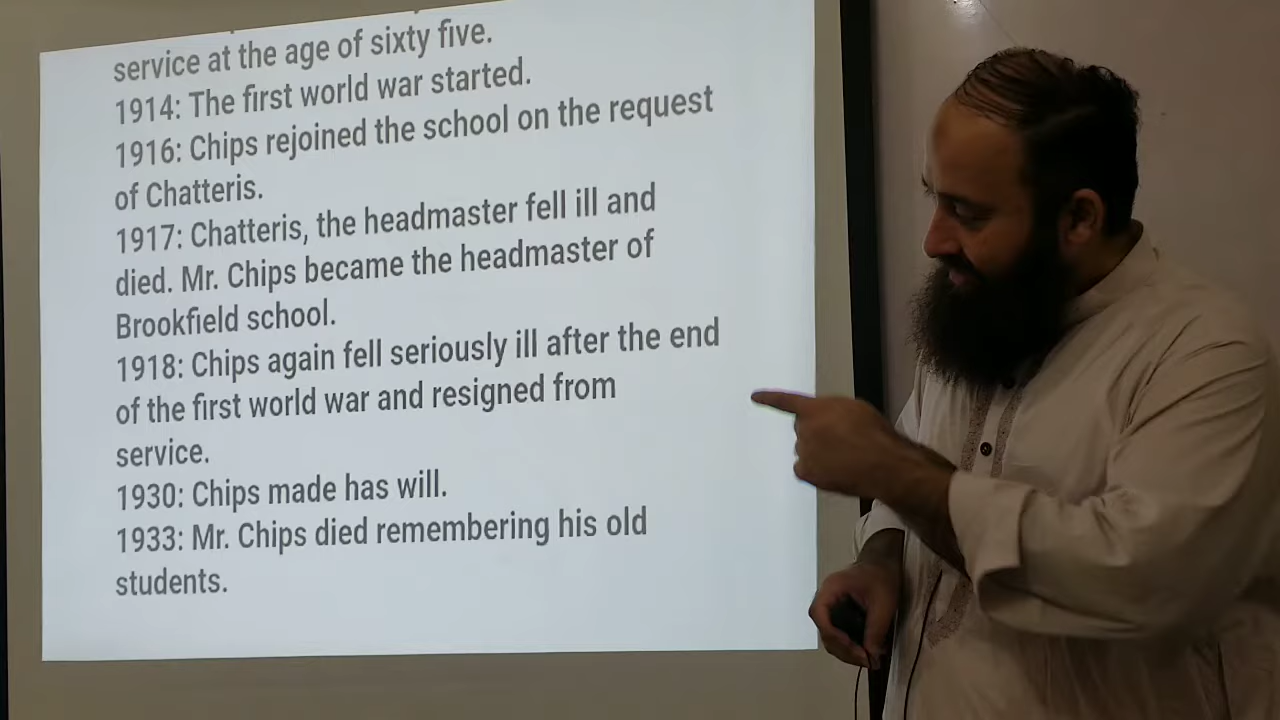 service at the age of sixty five.
1914: The first world war started.
1916: Chips rejoined the school on the request
of Chatteris.
1917: Chatteris, the headmaster fell ill and
died. Mr. Chips became the headmaster of
Brookfield school.
1918: Chips again fell seriously ill after the end
of the first world war and resigned from
service.
1930: Chips made has will.
1933: Mr. Chips died remembering his old
students.